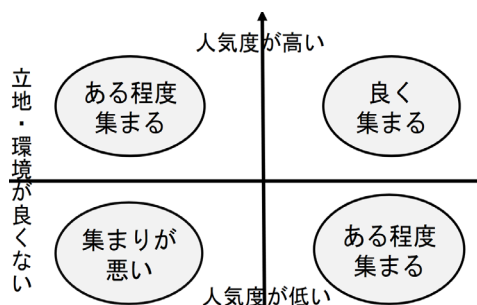 人気度が高い
立地・環境が良くない
ある程度
集まる
良く
集まる
集まりが
悪い
ある程度
集まる
人気度が低い